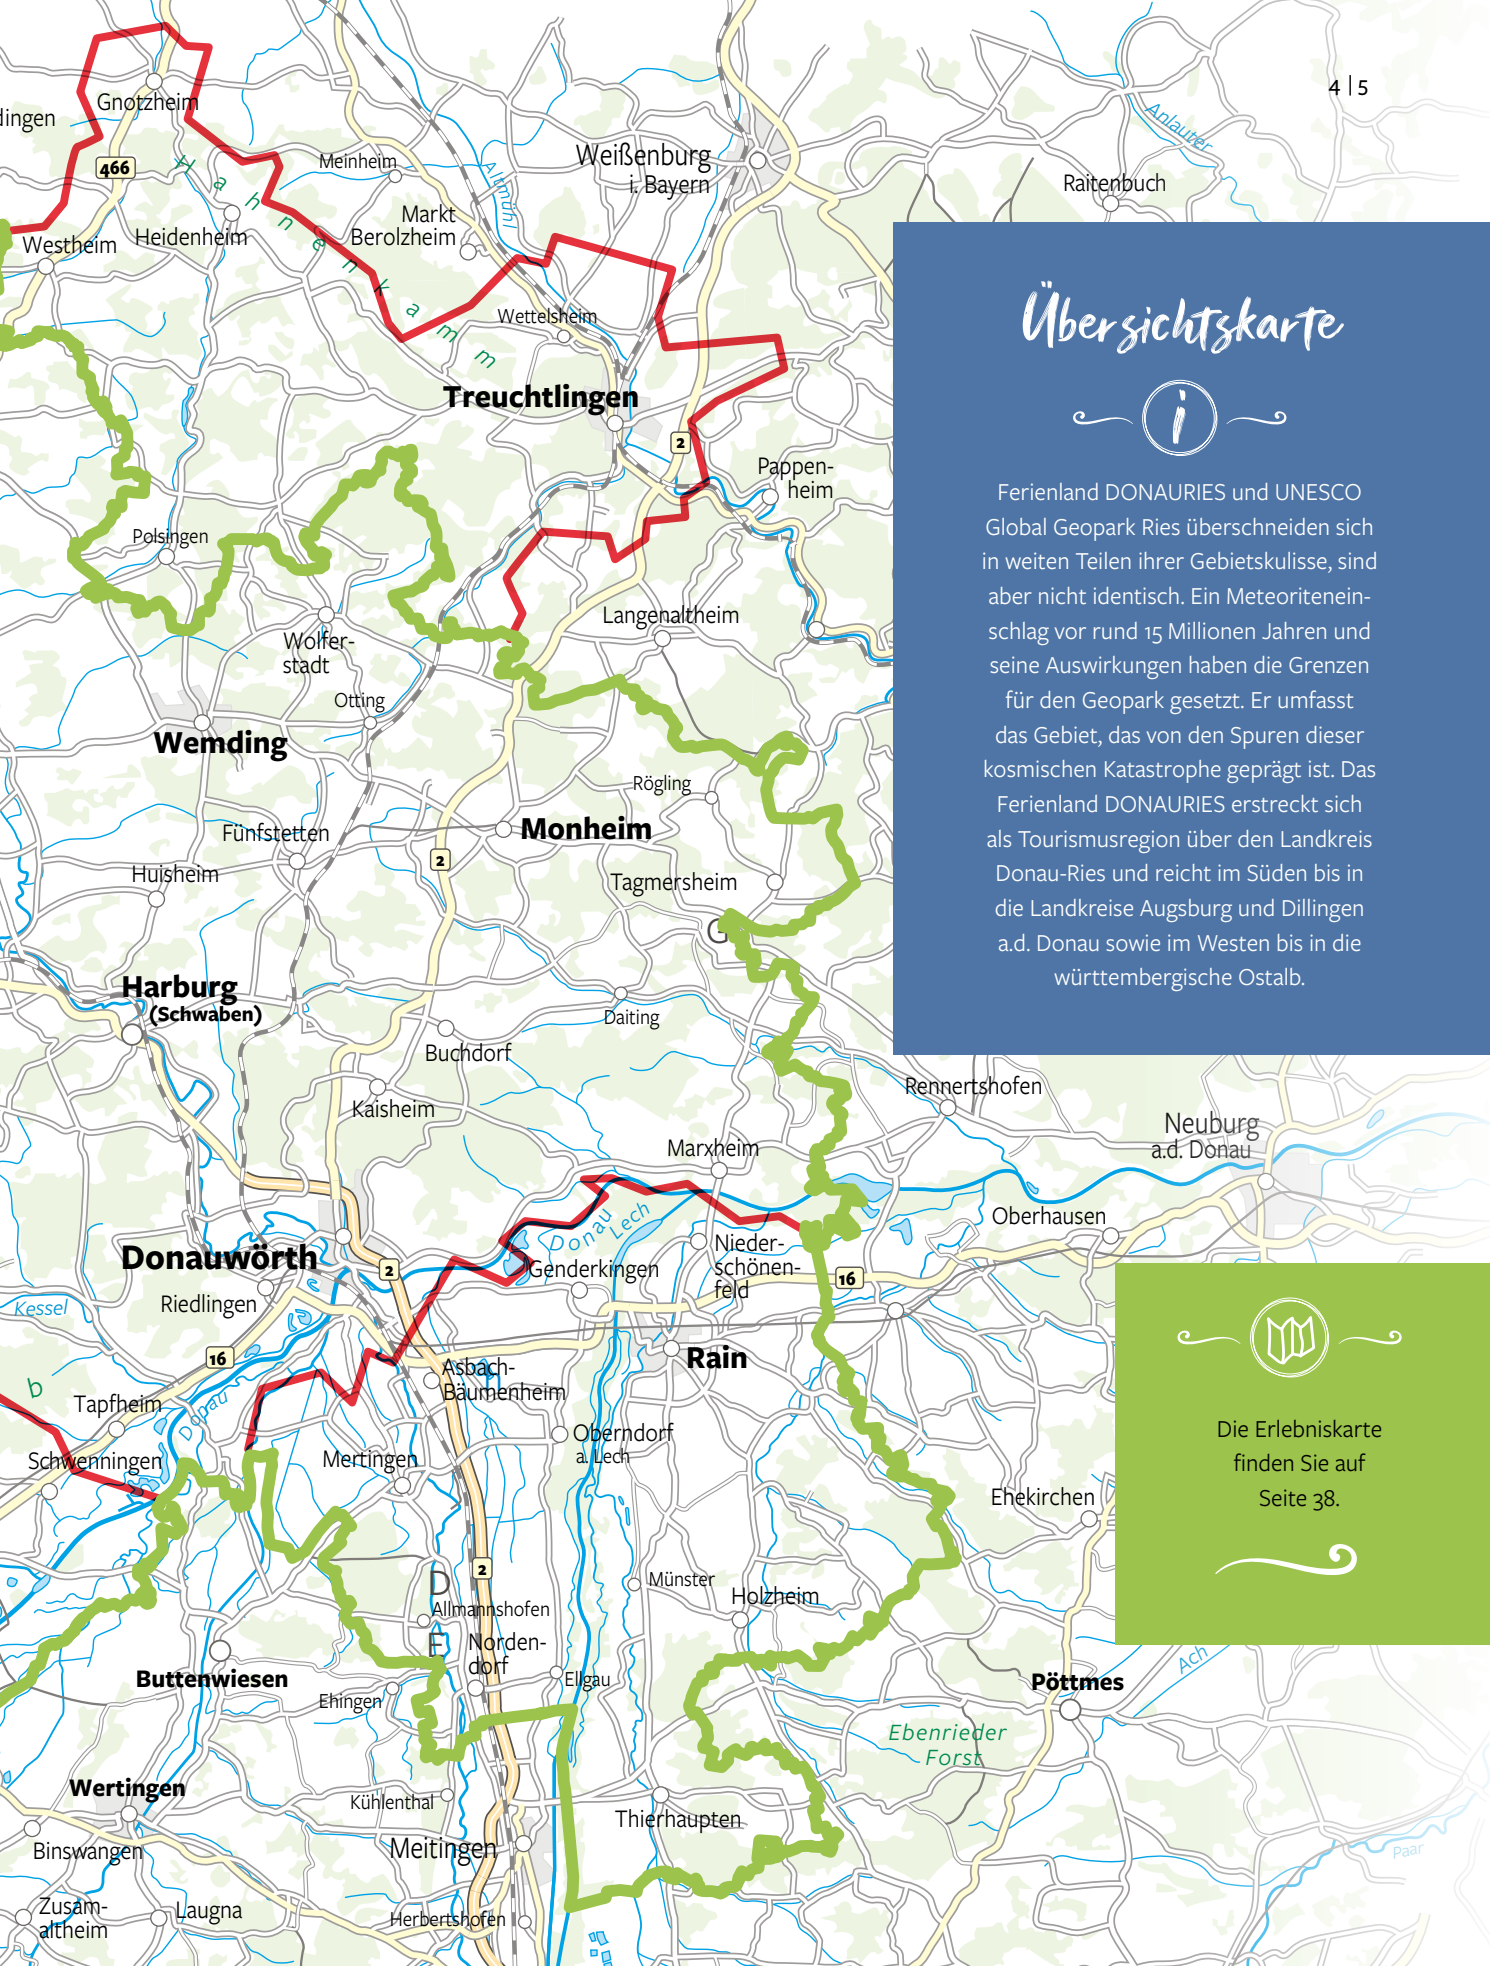 4 | 5
Gnotzheim
466
Meinheim
Weißenburg
i. Bayern
Altmühl
Anlauter
Raitenbuch
Hahnenkamm
Markt
Berolzheim
Westheim
Heidenheim
Wettelsheim
Treuchtlingen
2
Pappen-
heim
Polsingen
Wolfer-
stadt
Langenaltheim
Otting
Wemding
Rögling
Fünfstetten
Monheim
2
Huisheim
Tagmersheim
G
Harburg
(Schwaben)
Daiting
Buchdorf
Kaisheim
Rennertshofen
Neuburg
a.d. Donau
Marxheim
Oberhausen
Donau
Lech
Nieder-
schönen-
feld
Donauwörth
2
Genderkingen
16
Kessel
Riedlingen
16
Rain
Asbach-
Bäumenheim
b
Tapfheim
Donau
Oberndorf
a. Lech
Schwenningen
Mertingen
Ehekirchen
2
D
Münster
Holzheim
Allmannshofen
E
Norden-
dorf
Ellgau
Buttenwiesen
Ehingen
Pöttmes
Ach
Ebenrieder
Forst
Wertingen
Kühlenthal
Thierhaupten
Meitingen
Binswangen
Paar
Zusam-
altheim
Laugna
Herbertshofen
Übersichtskarte
i
Ferienland DONAURIES und UNESCO
Global Geopark Ries überschneiden sich
in weiten Teilen ihrer Gebietskulisse, sind
aber nicht identisch. Ein Meteoritenein-
schlag vor rund 15 Millionen Jahren und
seine Auswirkungen haben die Grenzen
für den Geopark gesetzt. Er umfasst
das Gebiet, das von den Spuren dieser
kosmischen Katastrophe geprägt ist. Das
Ferienland DONAURIES erstreckt sich
als Tourismusregion über den Landkreis
Donau-Ries und reicht im Süden bis in
die Landkreise Augsburg und Dillingen
a.d. Donau sowie im Westen bis in die
württembergische Ostalb.
Die Erlebniskarte
finden Sie auf
Seite 38.